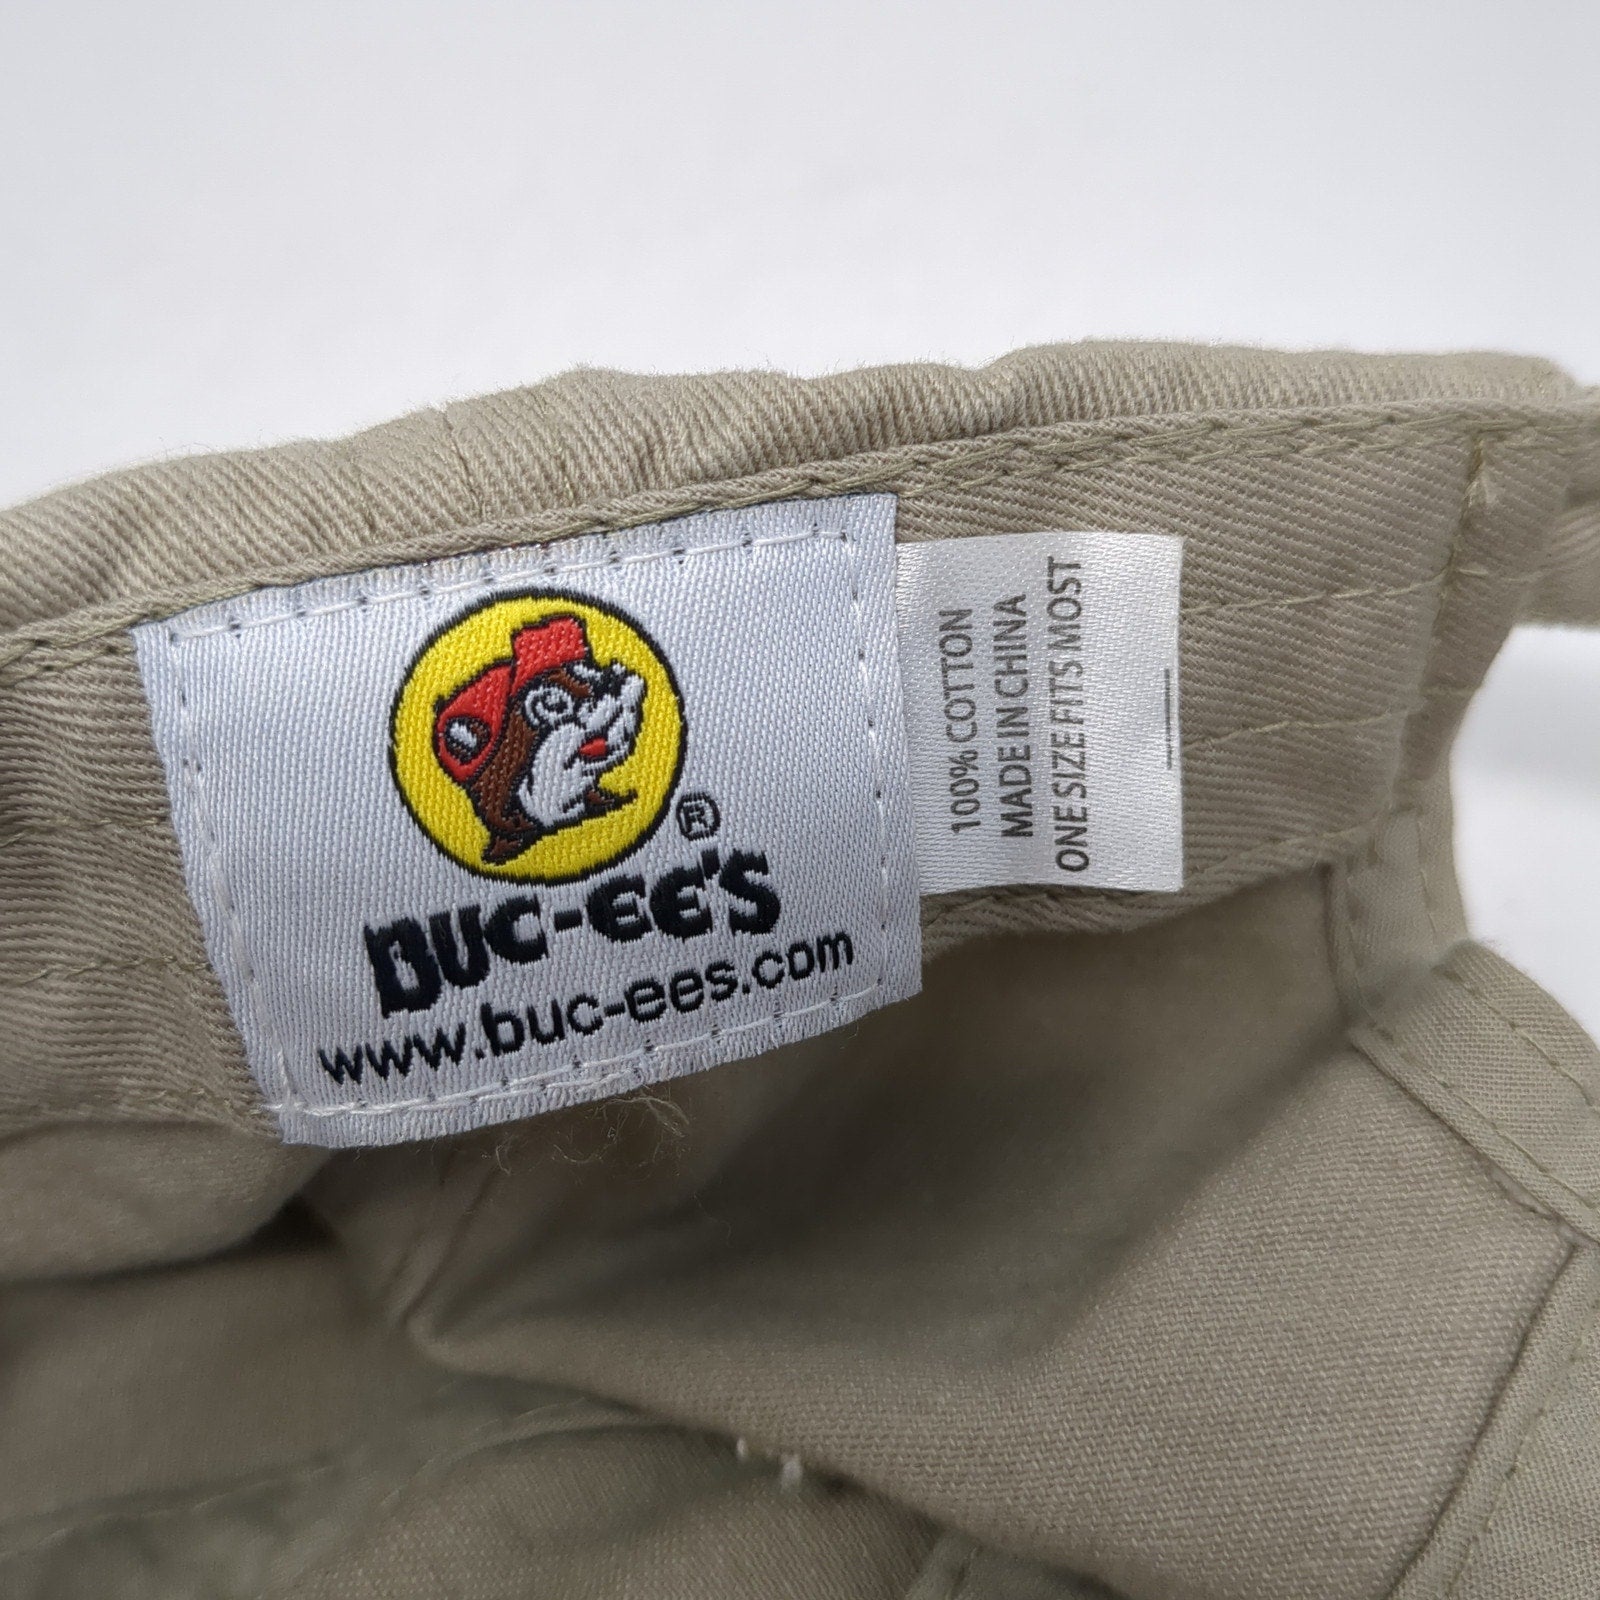 ®
BUC-EE'S
www.buc-ees.com
100% COTTON
MADE IN CHINA
ONE SIZE FITS MOST